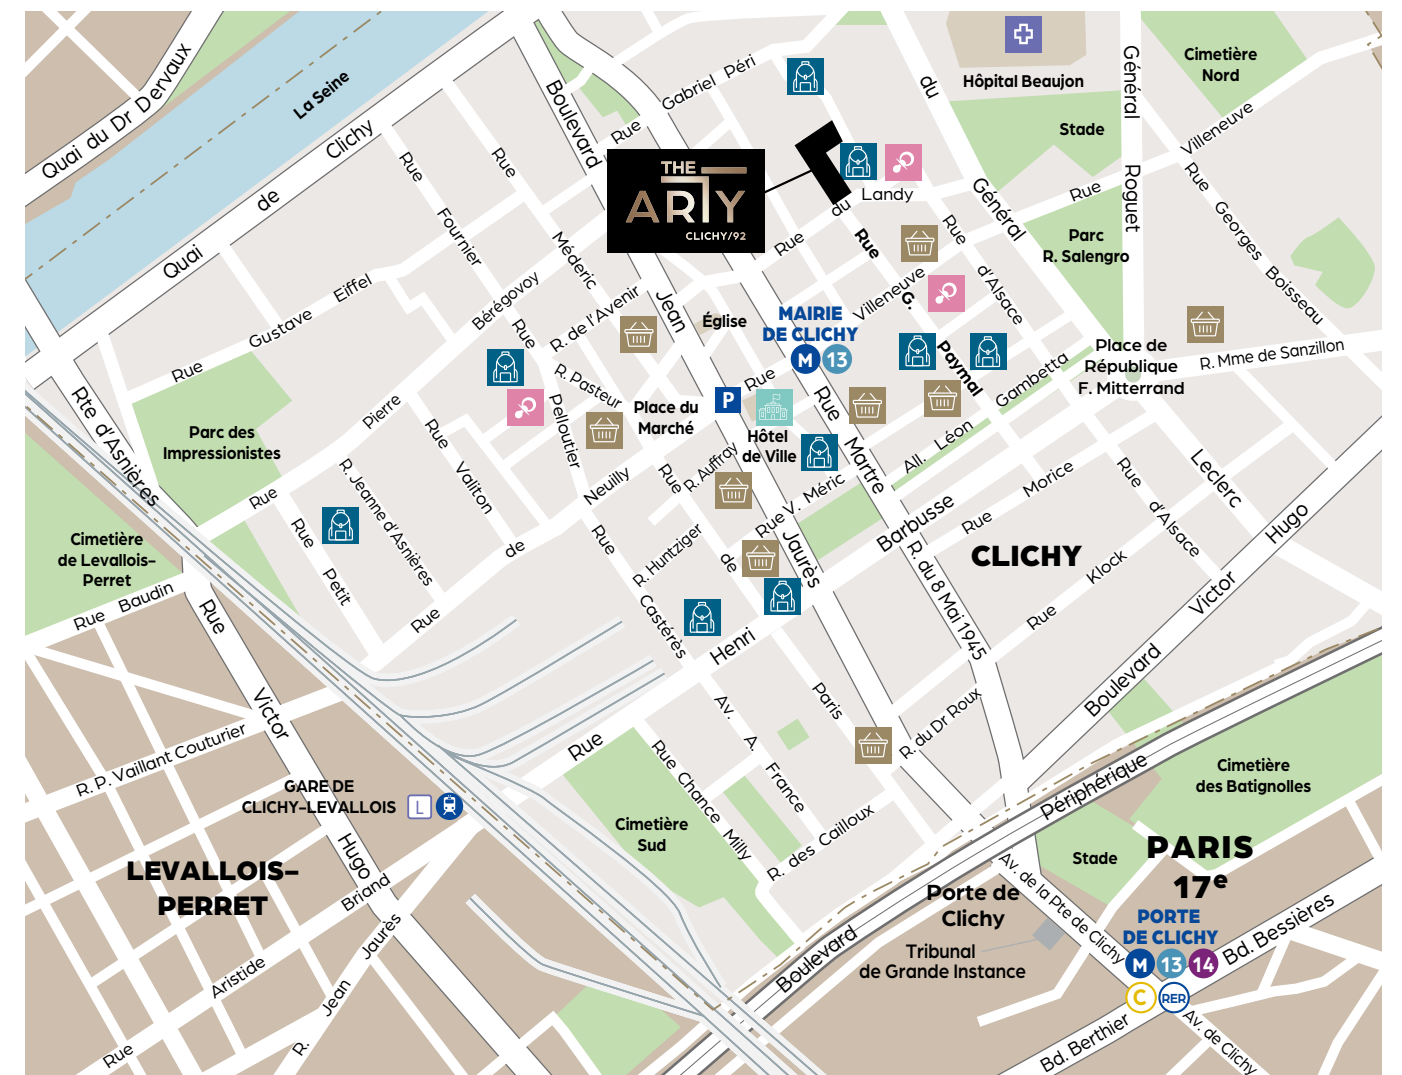 Quai du Dr Dervaux
La Seine
Quai de Clichy
Boulevard Jean Jaurès
Rue Gabriel Péri
Hôpital Beaujon
du Général Leclerc
Général Roguet
Cimetière
Nord
Stade
Rue Villeneuve
Rue Georges Boisseau
THE
ARTY
CLICHY/92
Rue du Landy
Rue
Fournier
Rue
Méderic
Rue G. Paymal
Rue d'Alsace
Parc
R. Salengro
Villeneuve
Rue Gustave Eiffel
Bérégovoy
R. de l'Avenir
Église
MAIRIE
DE CLICHY
M 13
Place de
République
F. Mitterrand
R. Mme de Sanzillon
Rue
Pelloutier
R. Pasteur
P
Rue
Place du
Marché
Hôtel
de Ville
Rue Martre
All. Léon Gambetta
Rte d'Asnières
Parc des
Impressionistes
Rue
Pierre
Rue
Valiton
R. Jeanne d'Asnières
Rue
Petit
Rue de Neuilly
Rue de Paris
R. Auffray
Rue V. Méric
R. Huntziger
Rue
Castérès
Rue Henri Barbusse
Rue Morice
CLICHY
R. du 8 Mai 1945
Rue Klock
Rue d'Alsace
Boulevard Victor Hugo
Cimetière
de Levallois-
Perret
Rue Baudin
Rue Victor Hugo
R. P. Vaillant Couturier
GARE DE
CLICHY-LEVALLOIS L
LEVALLOIS-
PERRET
Rue Aristide Briand
R. Jean Jaurès
Cimetière
Sud
Rue Chance Milly
Av. A. France
R. des Cailloux
R. du Dr Roux
Boulevard Périphérique
Cimetière
des Batignolles
Stade
PARIS
17e
Porte de
Clichy
Tribunal
de Grande Instance
Av. de la Pte de Clichy
PORTE
DE CLICHY
M 13 14
C RER
Bd. Berthier
Bd. Bessières
Av. de Clichy